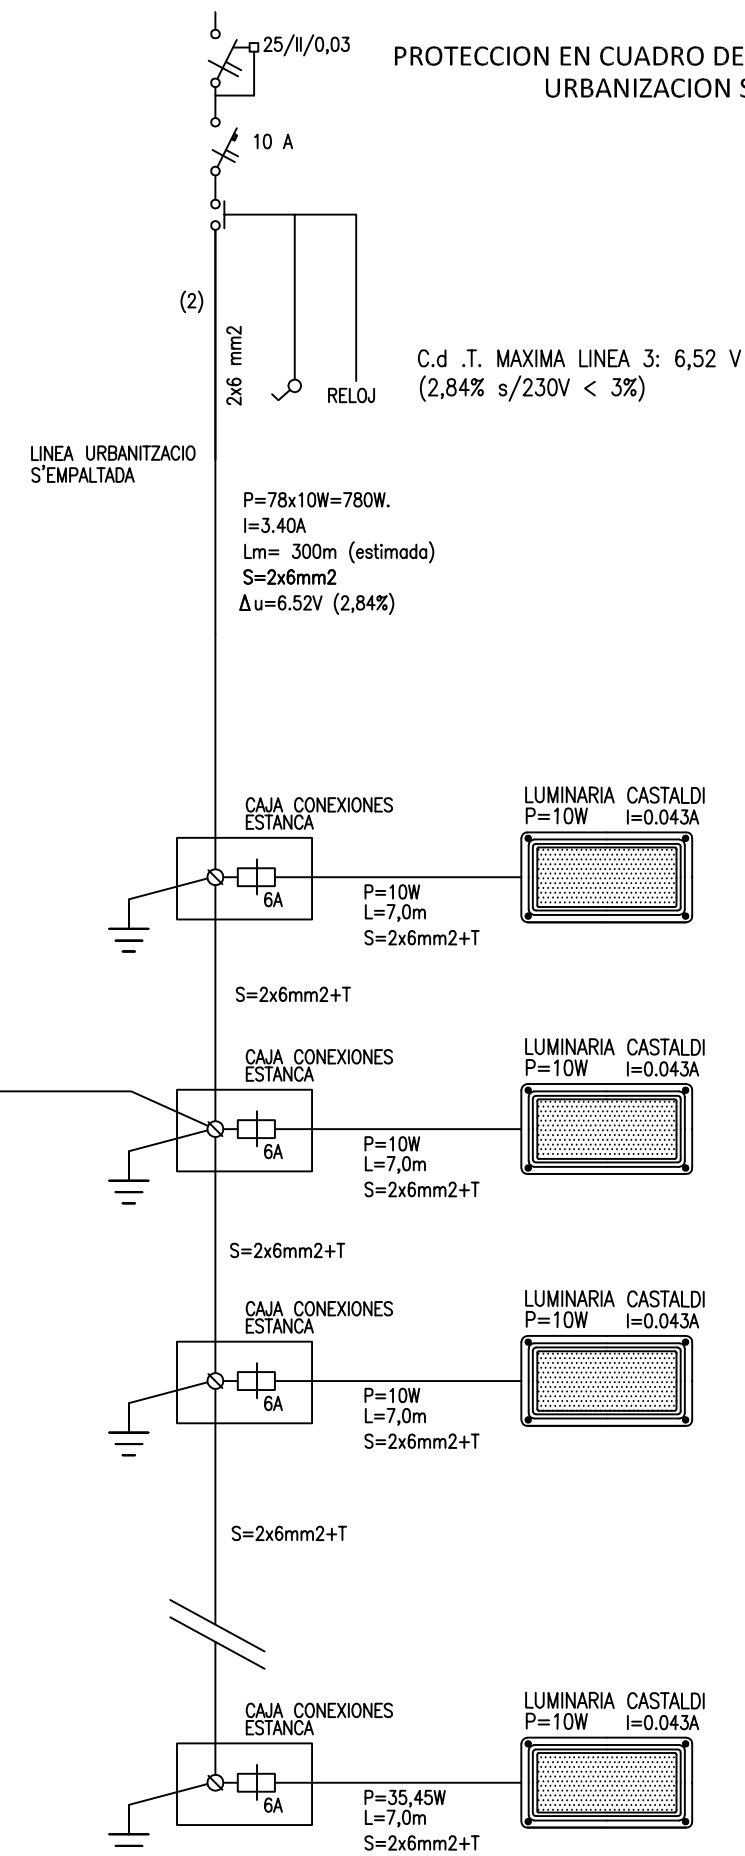 25/II/0,03
PROTECCION EN CUADRO DE
URBANIZACION S
10 A
(2)
2x6 mm2
RELOJ
C.d .T. MAXIMA LINEA 3: 6,52 V
(2,84% s/230V < 3%)
LINEA URBANITZACIO
S'EMPALTADA
P=78x10W=780W.
I=3.40A
Lm= 300m (estimada)
S=2x6mm2
Δu=6.52V (2,84%)
CAJA CONEXIONES
ESTANCA
6A
P=10W
L=7,0m
S=2x6mm2+T
LUMINARIA CASTALDI
P=10W I=0.043A
S=2x6mm2+T
CAJA CONEXIONES
ESTANCA
6A
P=10W
L=7,0m
S=2x6mm2+T
LUMINARIA CASTALDI
P=10W I=0.043A
S=2x6mm2+T
CAJA CONEXIONES
ESTANCA
6A
P=10W
L=7,0m
S=2x6mm2+T
LUMINARIA CASTALDI
P=10W I=0.043A
S=2x6mm2+T
CAJA CONEXIONES
ESTANCA
6A
P=35,45W
L=7,0m
S=2x6mm2+T
LUMINARIA CASTALDI
P=10W I=0.043A